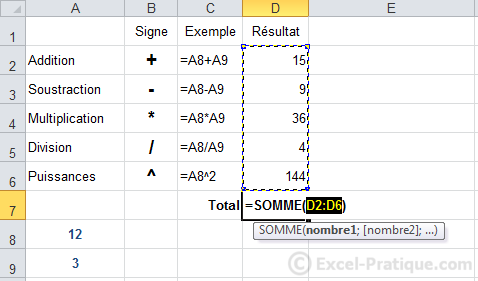 A B C D E
1 Signe Exemple Résultat
2 Addition + =A8+A9 15
3 Soustraction - =A8-A9 9
4 Multiplication * =A8*A9 36
5 Division / =A8/A9 4
6 Puissances ^ =A8^2 144
7 Total =SOMME(D2:D6)
SOMME(nombre1; [nombre2]; ...)
8 12
9 3
© Excel-Pratique.com